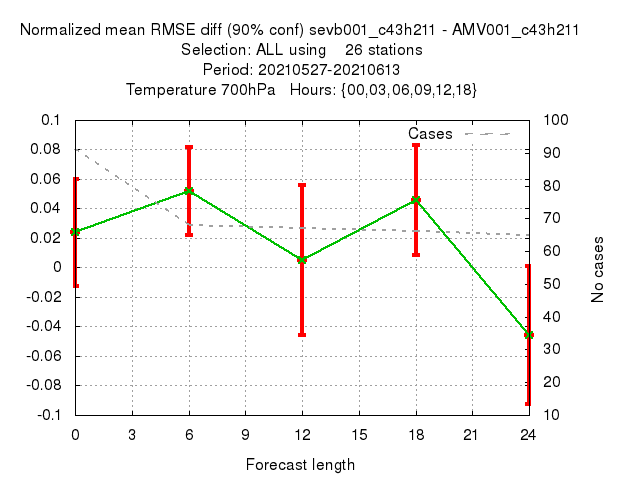 Normalized mean RMSE diff (90% conf) sevb001_c43h211 - AMV001_c43h211
Selection: ALL using    26 stations
Period: 20210527-20210613
Temperature 700hPa   Hours: {00,03,06,09,12,18}
Cases
0.1
0.08
0.06
0.04
0.02
0
-0.02
-0.04
-0.06
-0.08
-0.1
100
90
80
70
60
50
40
30
20
10
No cases
0 3 6 9 12 15 18 21 24
Forecast length